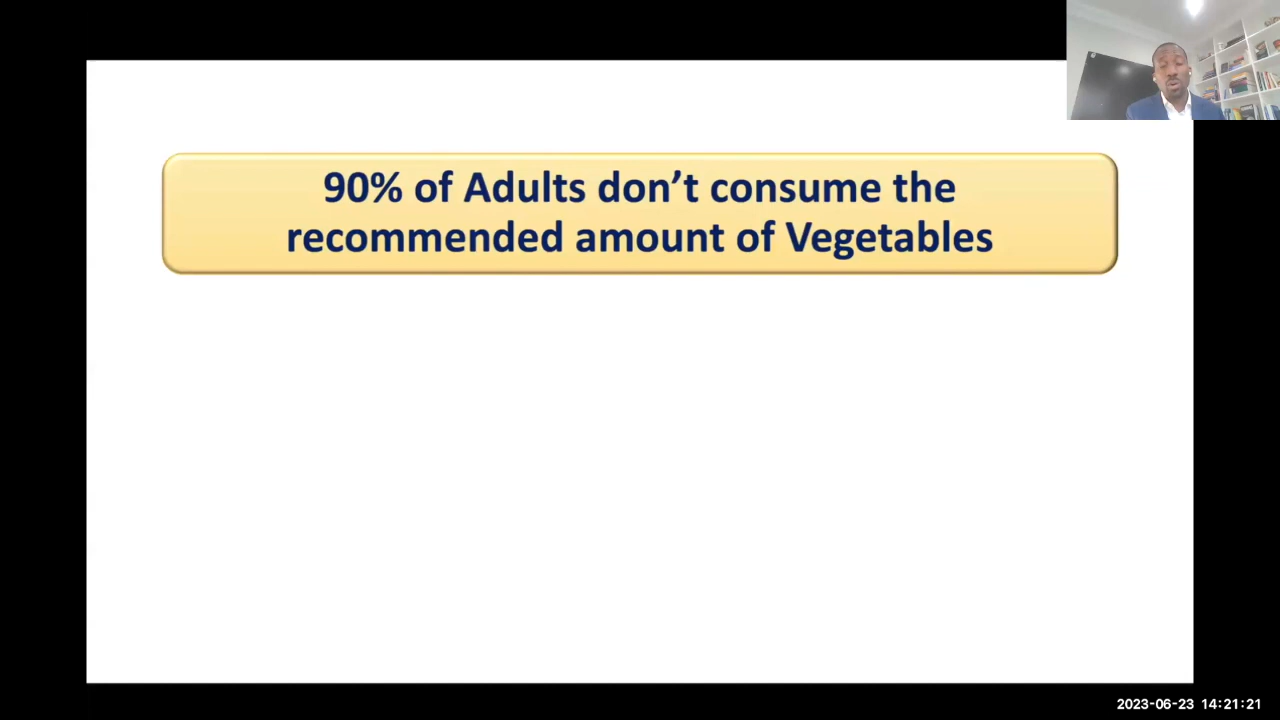 90% of Adults don’t consume the
recommended amount of Vegetables
2023-06-23 14:21:21